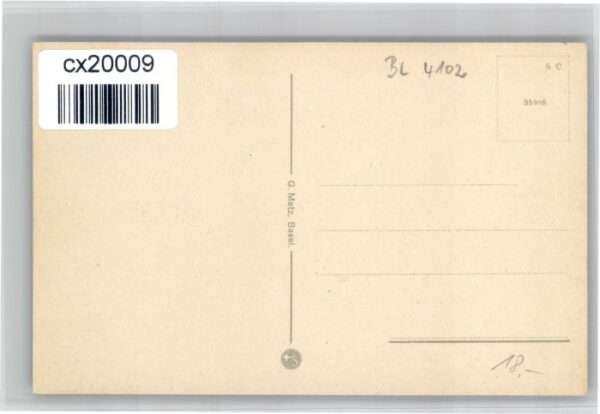 cx20009
BL 4102
S C
G. Metz, Basel.
18.-